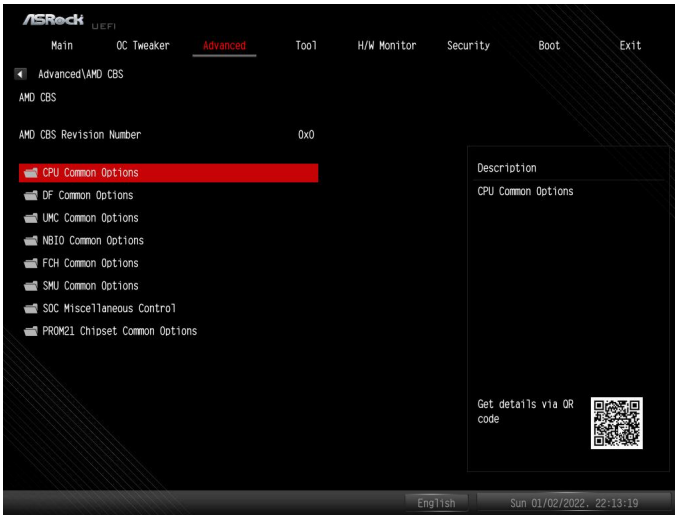 ASRock UEFI
Main OC Tweaker Advanced Tool H/W Monitor Security Boot Exit
Advanced\AMD CBS
AMD CBS
AMD CBS Revision Number 0x0
CPU Common Options
DF Common Options
UMC Common Options
NBIO Common Options
FCH Common Options
SMU Common Options
SOC Miscellaneous Control
PROM21 Chipset Common Options
Description
CPU Common Options
Get details via QR
code
English Sun 01/02/2022. 22:13:19